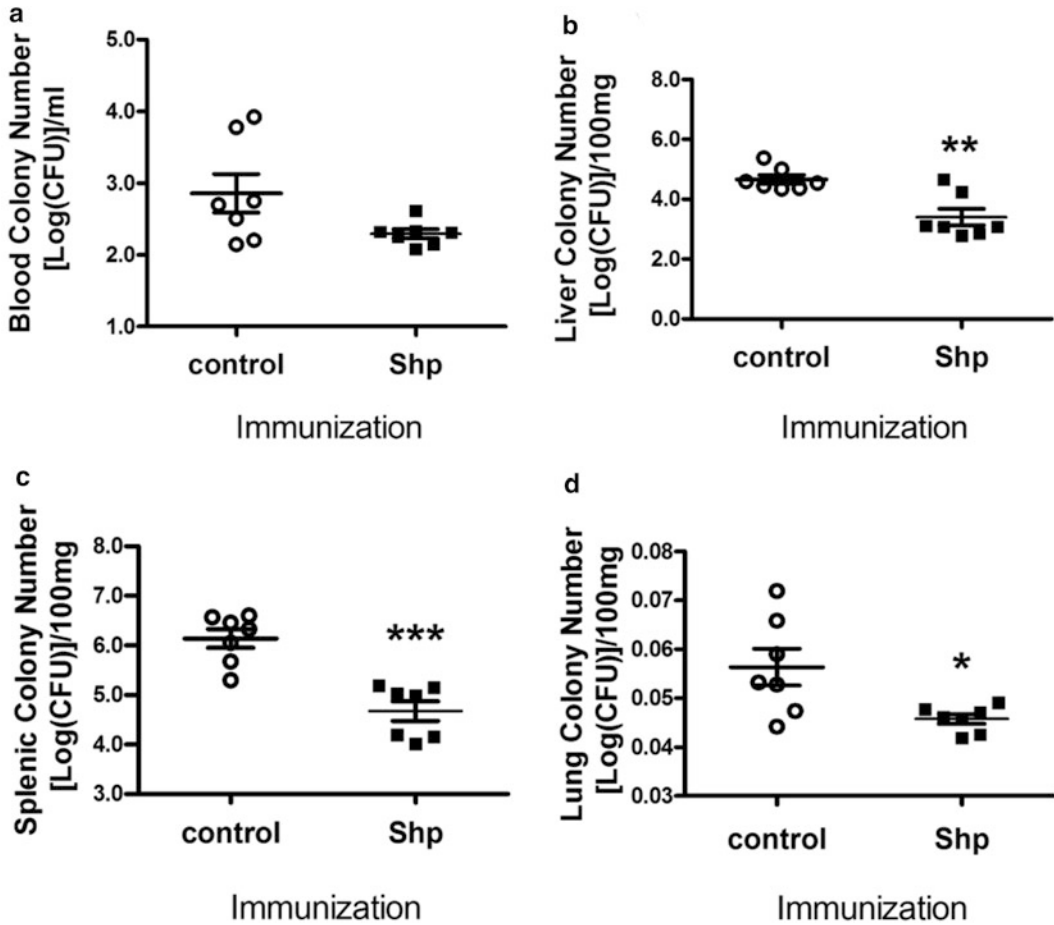 a
Blood Colony Number
[Log(CFU)]/ml
5.0
4.0
3.0
2.0
1.0
control
Shp
Immunization
b
Liver Colony Number
[Log(CFU)]/100mg
8.0
6.0
4.0
2.0
0.0
**
control
Shp
Immunization
c
Splenic Colony Number
[Log(CFU)]/100mg
8.0
7.0
6.0
5.0
4.0
3.0
***
control
Shp
Immunization
d
Lung Colony Number
[Log(CFU)]/100mg
0.08
0.07
0.06
0.05
0.04
0.03
*
control
Shp
Immunization